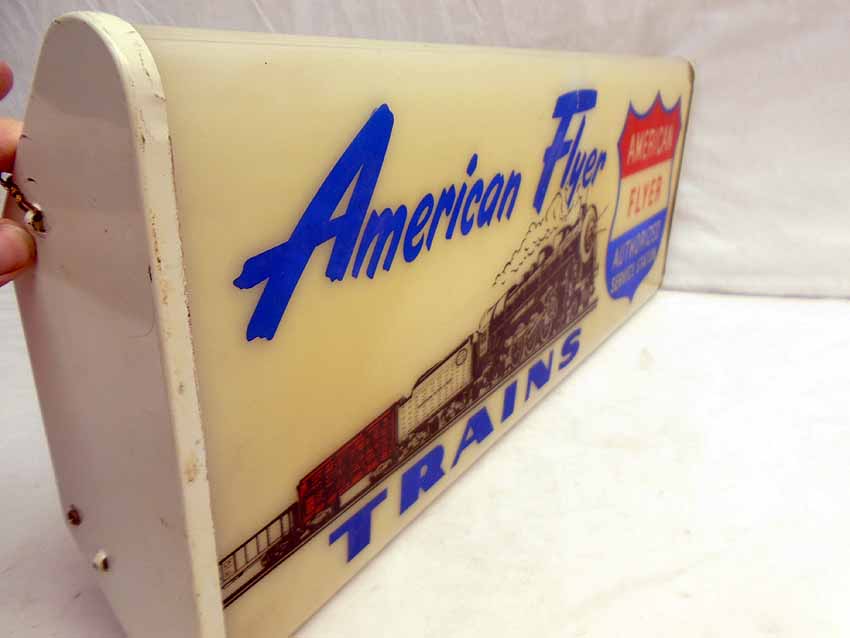 American Flyer
TRAINS
AMERICAN
FLYER
AUTHORIZED
SERVICE STATION